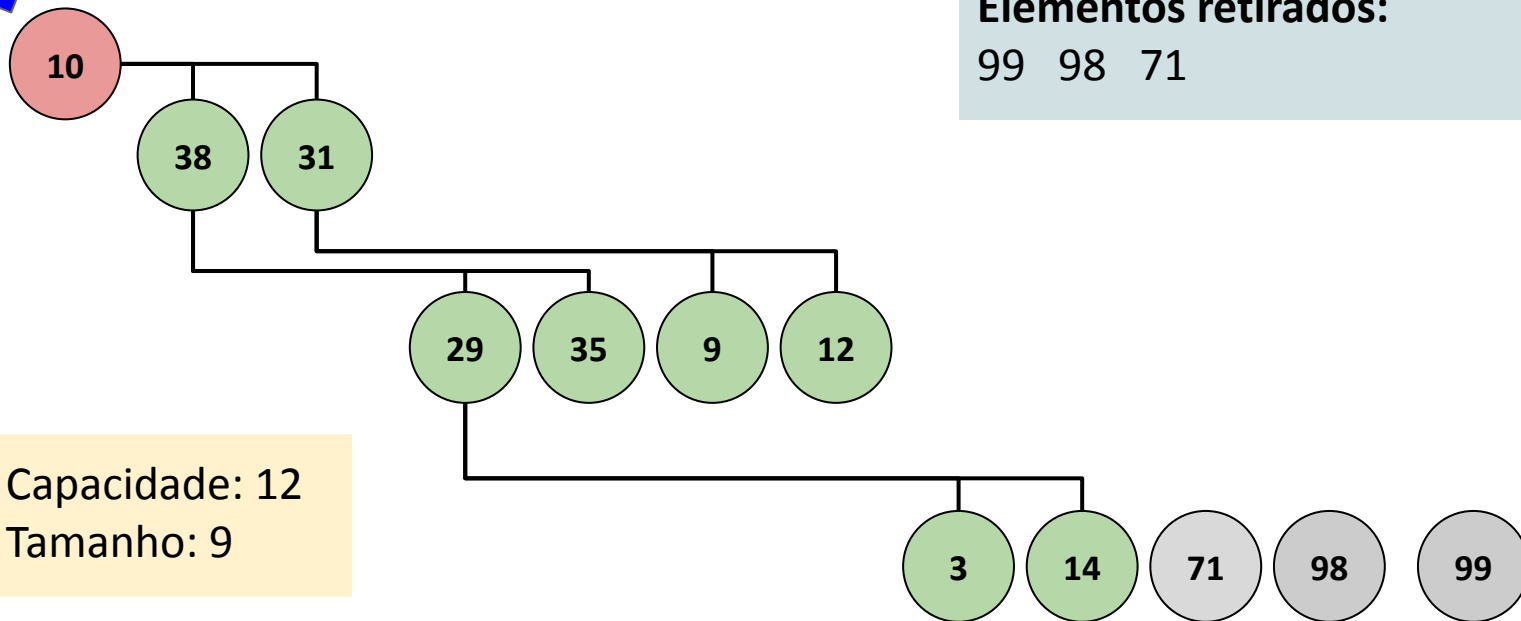 Elementos retirados:
99 98 71
10
38 31
29 35 9 12
Capacidade: 12
Tamanho: 9
3 14 71 98 99